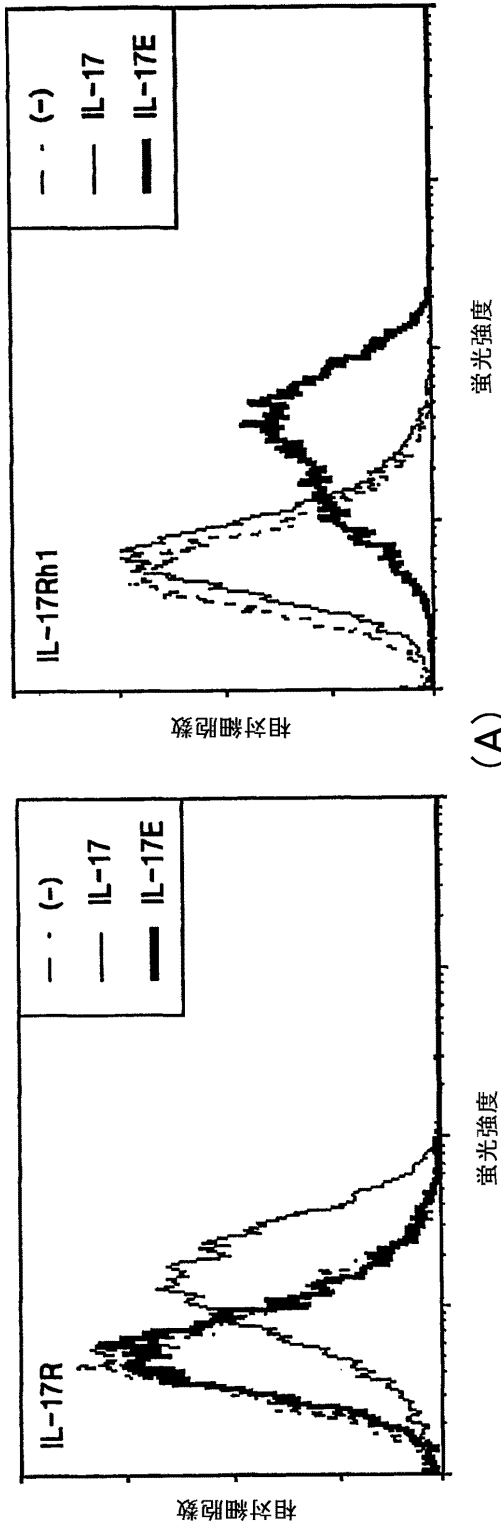 IL-17R
— · (-)
— IL-17
— IL-17E
相対細胞数
蛍光強度
IL-17Rh1
— · (-)
— IL-17
— IL-17E
相対細胞数
蛍光強度
(A)